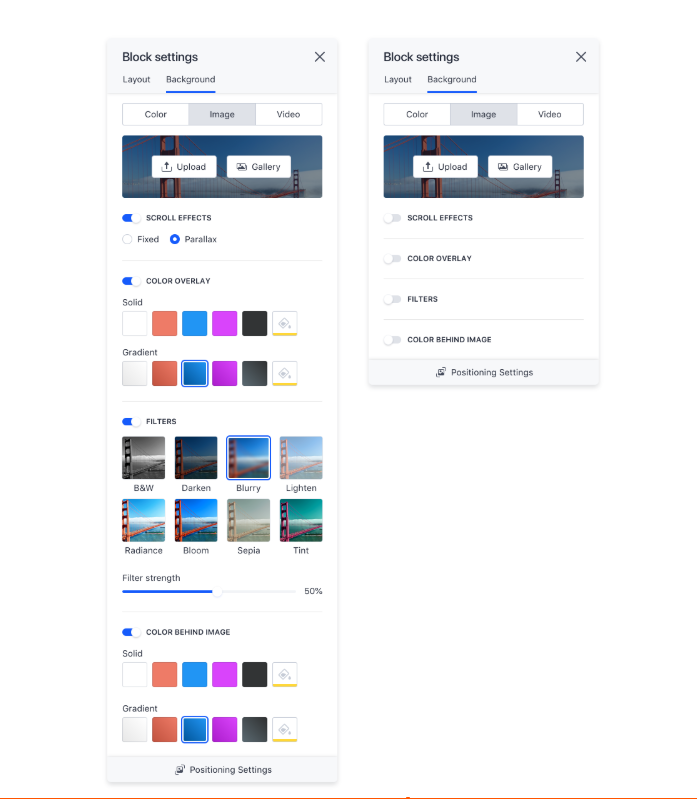 Block settings
Layout Background
Color Image Video
Upload Gallery
SCROLL EFFECTS
Fixed Parallax
COLOR OVERLAY
Solid
Gradient
FILTERS
B&W Darken Blurry Lighten
Radiance Bloom Sepia Tint
Filter strength
50%
COLOR BEHIND IMAGE
Solid
Gradient
Positioning Settings
Block settings
Layout Background
Color Image Video
Upload Gallery
SCROLL EFFECTS
COLOR OVERLAY
FILTERS
COLOR BEHIND IMAGE
Positioning Settings